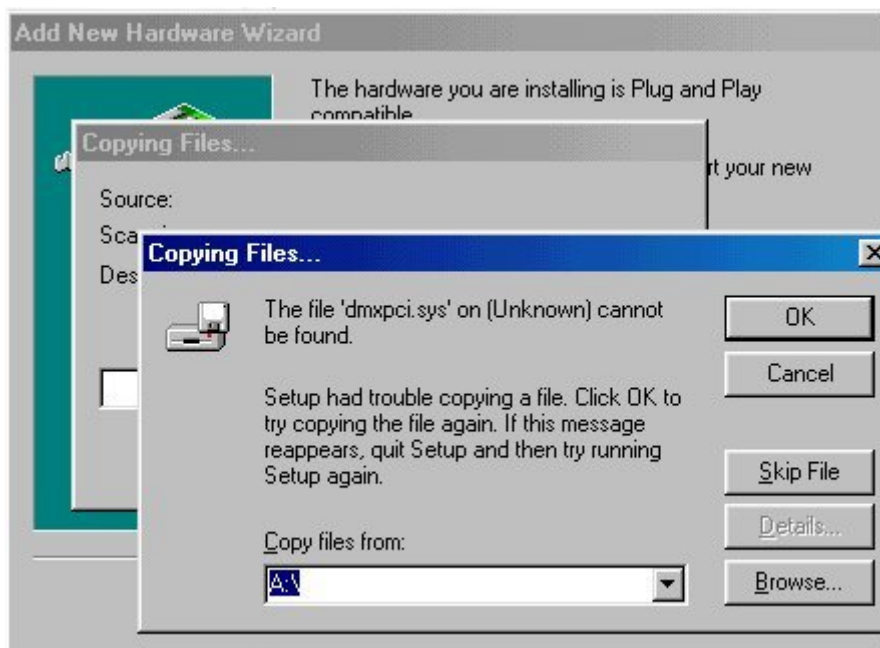 Add New Hardware Wizard
The hardware you are installing is Plug and Play
compatible
rt your new
Copying Files...
Source:
Sca
Des
Copying Files...
The file 'dmxpci.sys' on (Unknown) cannot
be found.
Setup had trouble copying a file. Click OK to
try copying the file again. If this message
reappears, quit Setup and then try running
Setup again.
Copy files from:
A:\
OK
Cancel
Skip File
Details...
Browse...